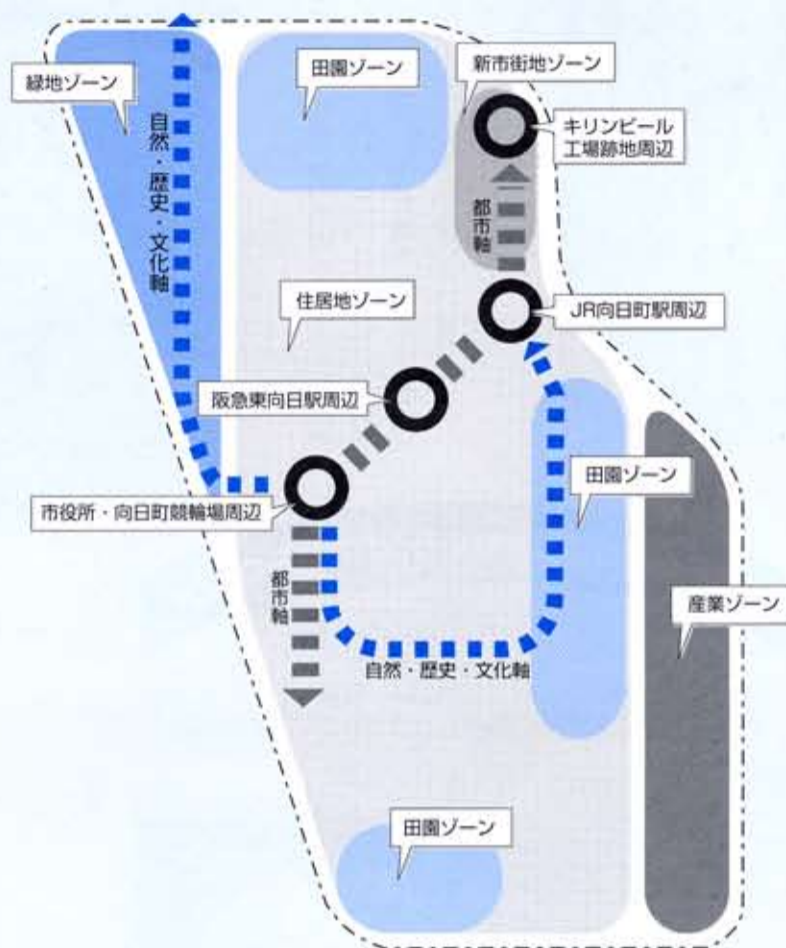 田園ゾーン
新市街地ゾーン
緑地ゾーン
キリンビール
工場跡地周辺
自然・歴史・文化軸
都市軸
住居地ゾーン
JR向日町駅周辺
阪急東向日駅周辺
田園ゾーン
市役所・向日町競輪場周辺
都市軸
産業ゾーン
自然・歴史・文化軸
田園ゾーン